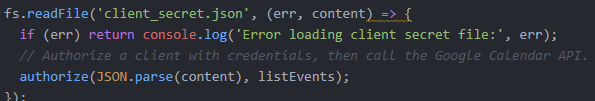 fs.readFile('client_secret.json', (err, content) => {
  if (err) return console.log('Error loading client secret file:', err);
  // Authorize a client with credentials, then call the Google Calendar API.
  authorize(JSON.parse(content), listEvents);
});